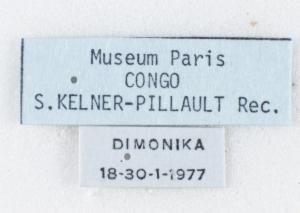 Museum Paris
CONGO
S.KELNER-PILLAULT Rec.
DIMONIKA
18-30-1-1977